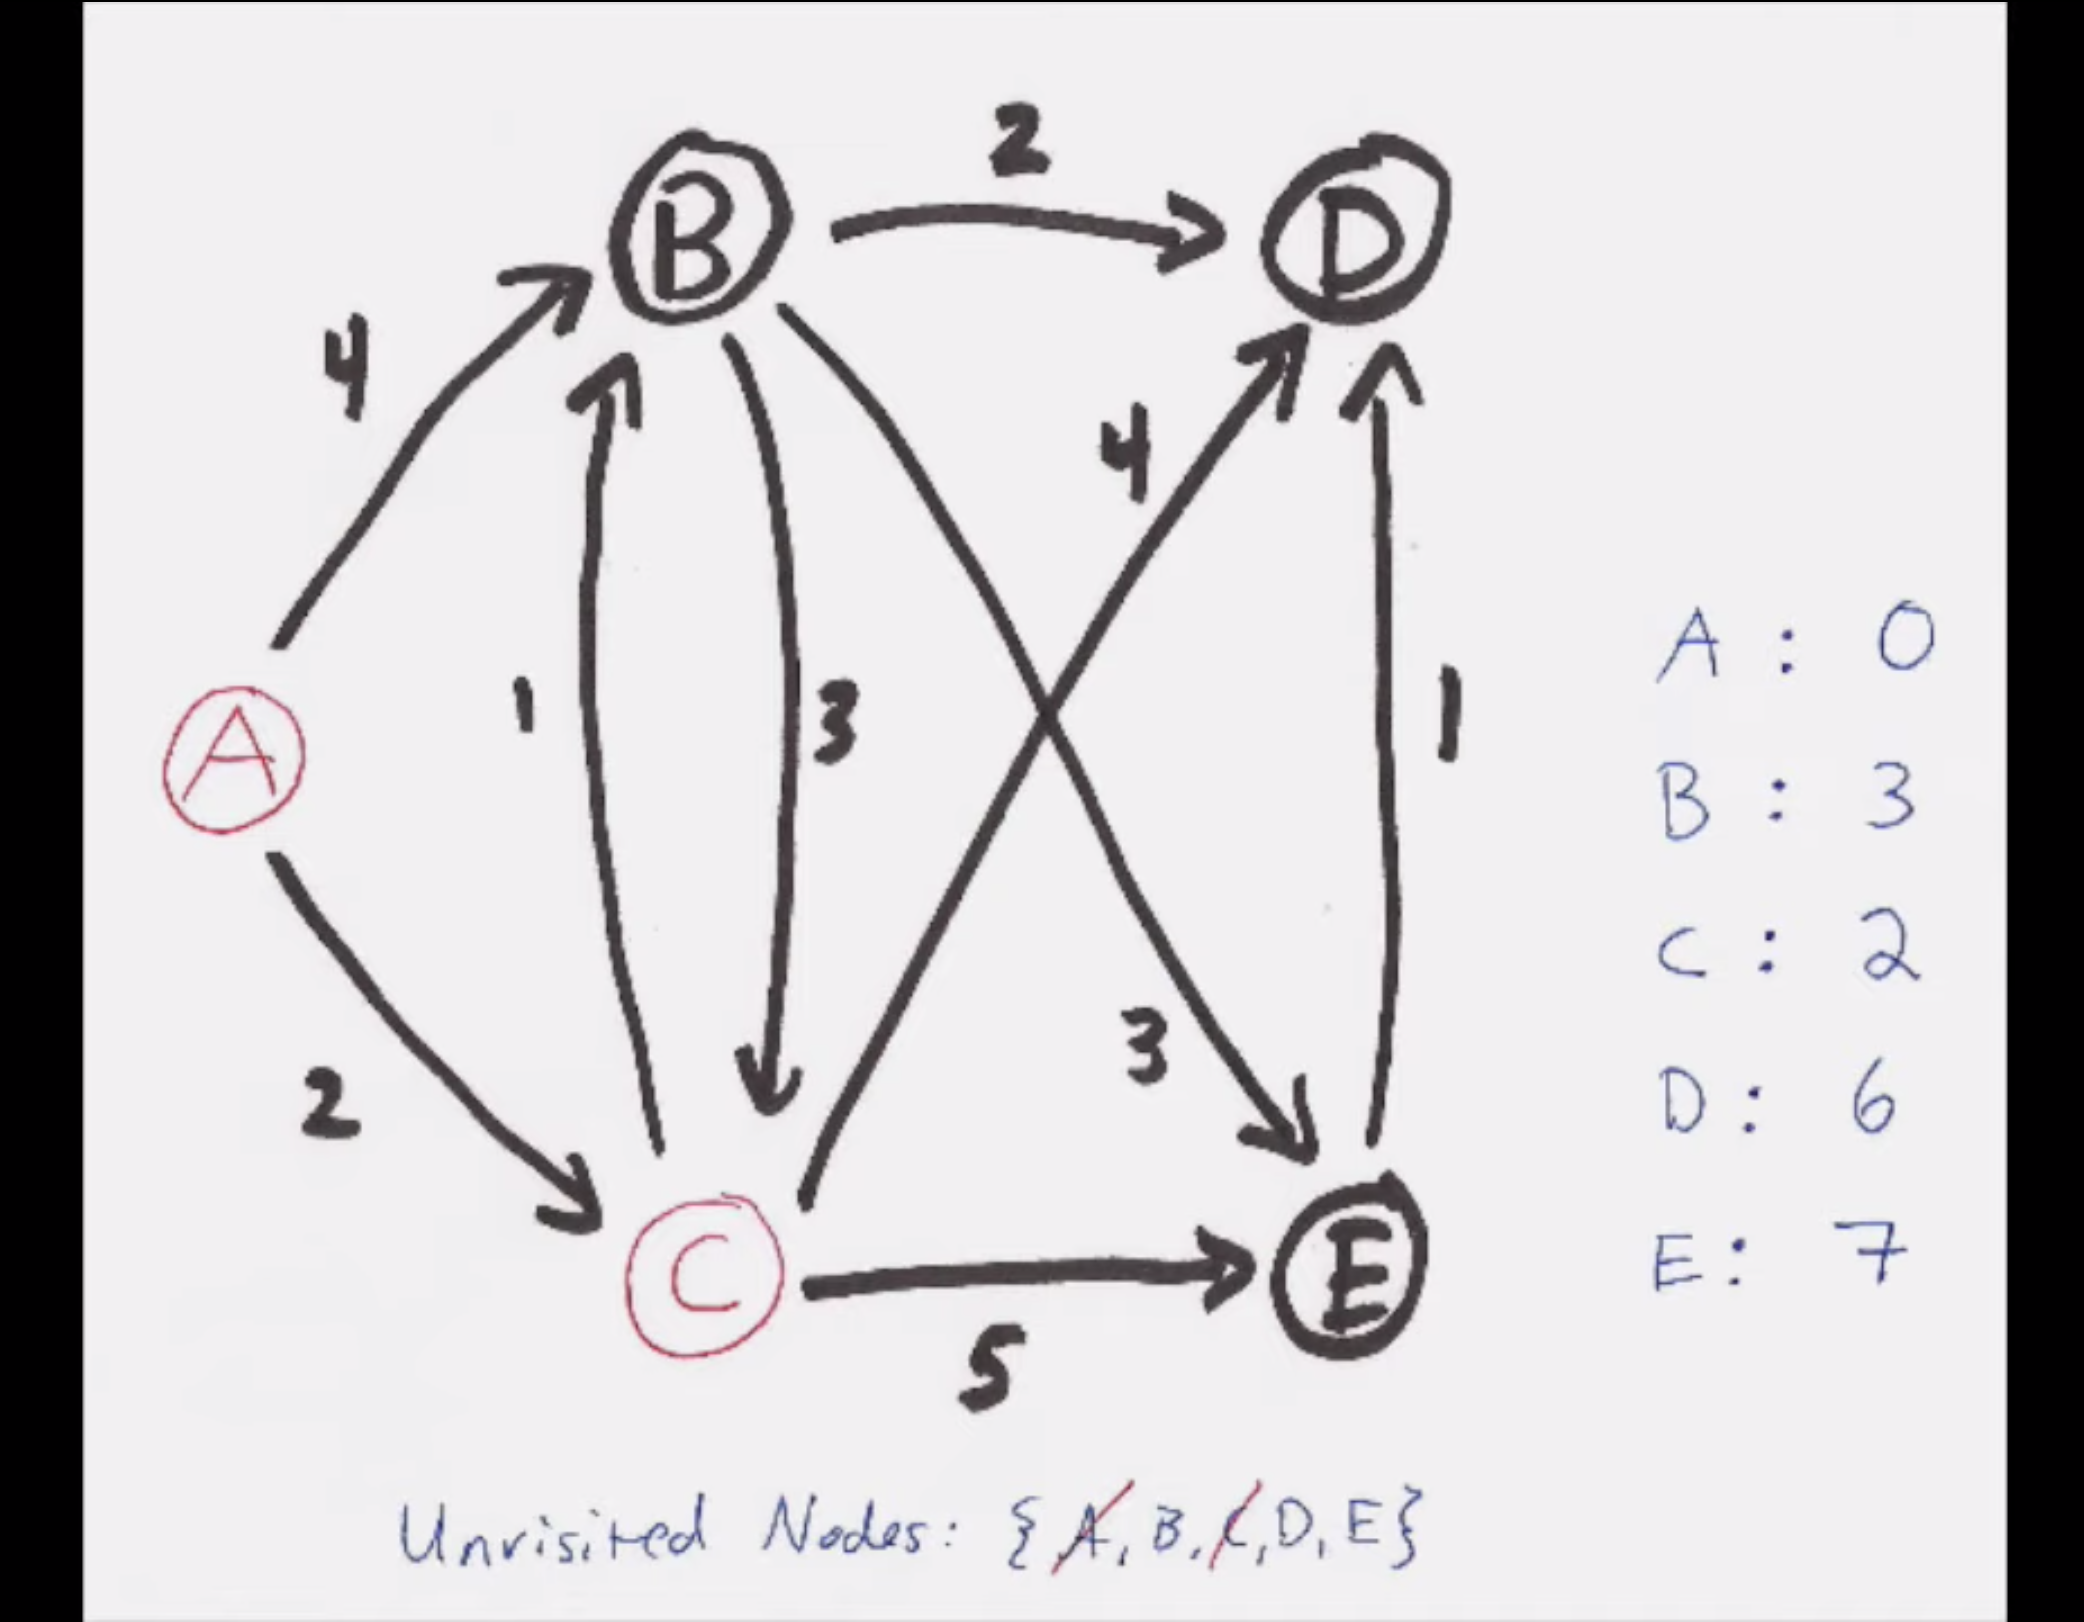 2
B
D
4
4
1
3
1
A
A : 0
B : 3
C : 2
3
2
D : 6
C
E
E : 7
5
Unvisited Nodes: {A, B, C, D, E}